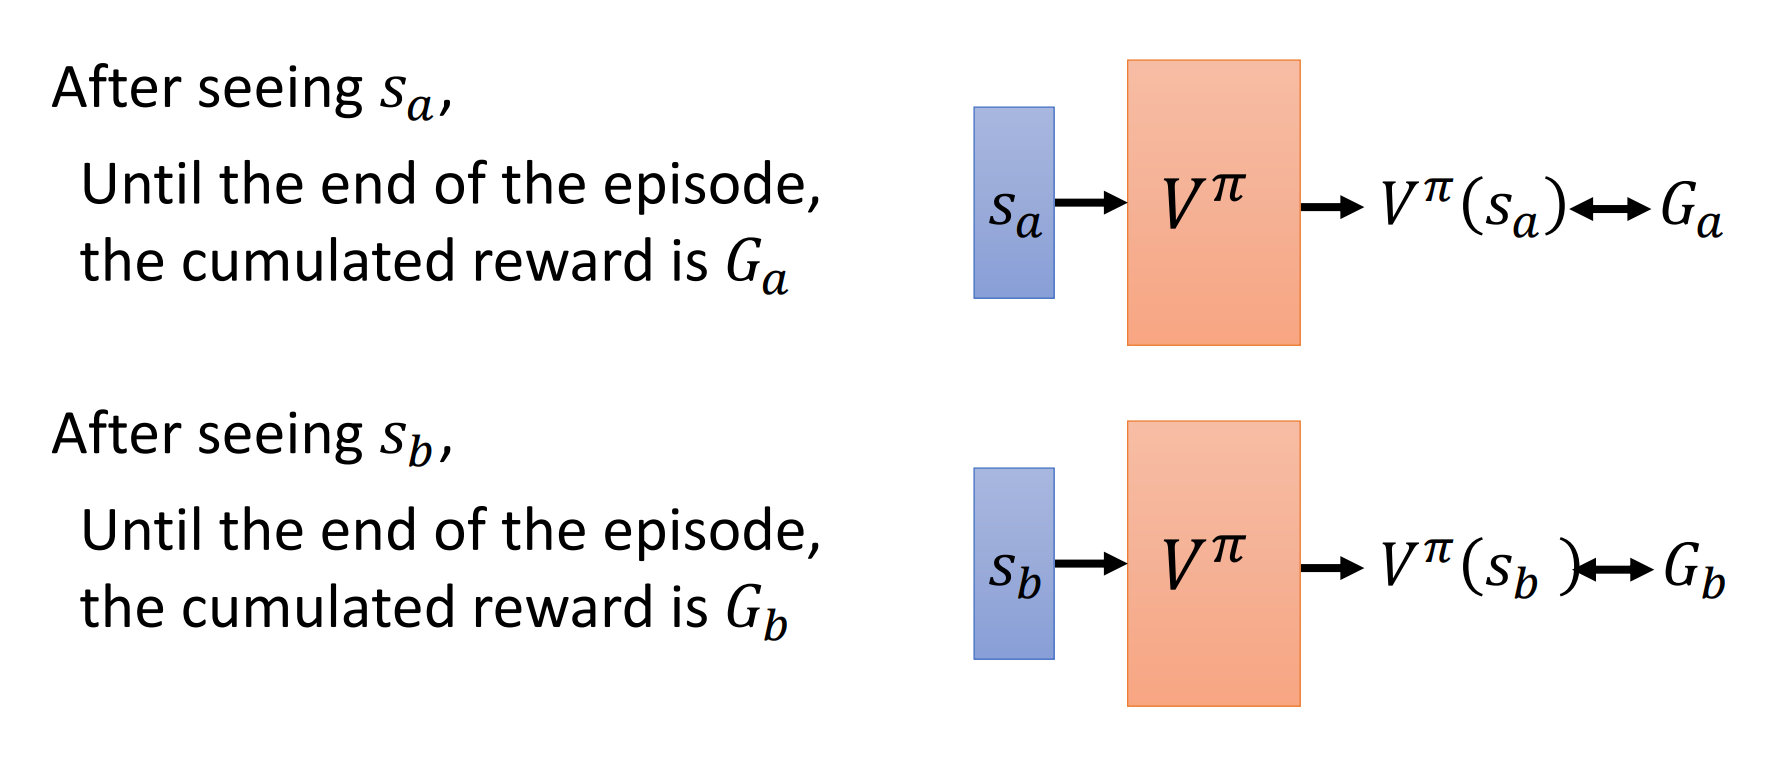 After seeing $s_a$,
Until the end of the episode,
the cumulated reward is $G_a$
$s_a$ → $V^\pi$ → $V^\pi(s_a)$ ↔ $G_a$
After seeing $s_b$,
Until the end of the episode,
the cumulated reward is $G_b$
$s_b$ → $V^\pi$ → $V^\pi(s_b)$ ↔ $G_b$